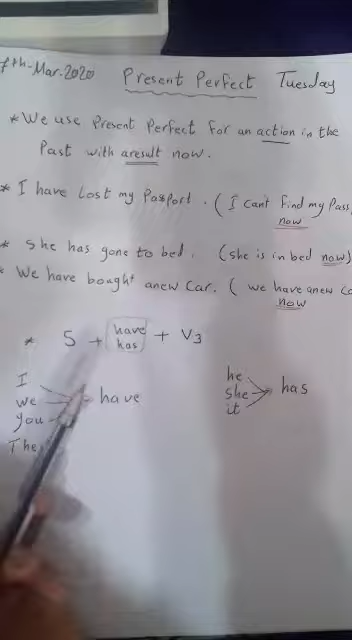 7th-Mar-2020 Present Perfect Tuesday
*We use Present Perfect for an action in the
Past with aresult now.
* I have Lost my Passport. (I can't find my Pass
now
* She has gone to bed. (she is in bed now)
* We have bought anew Car. ( we have anew c
now
* S + have + V3
has
I
we have
you
The
he
she has
it